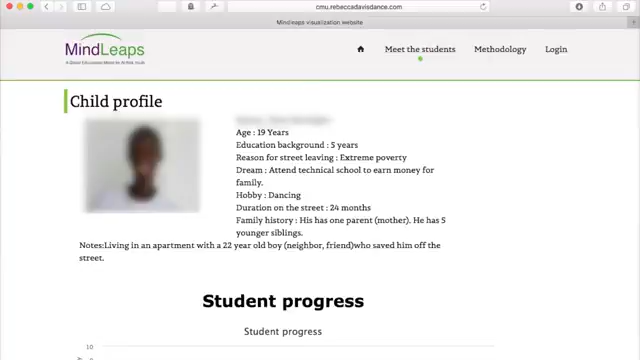 cmu.rebeccadavisdance.com
Mindleaps visualization website
MindLeaps
Meet the students
Methodology
Login
Child profile
Age : 19 Years
Education background : 5 years
Reason for street leaving : Extreme poverty
Dream : Attend technical school to earn money for
family.
Hobby : Dancing
Duration on the street : 24 months
Family history : His has one parent (mother). He has 5
younger siblings.
Notes:Living in an apartment with a 22 year old boy (neighbor, friend)who saved him off the
street.
Student progress
Student progress
10